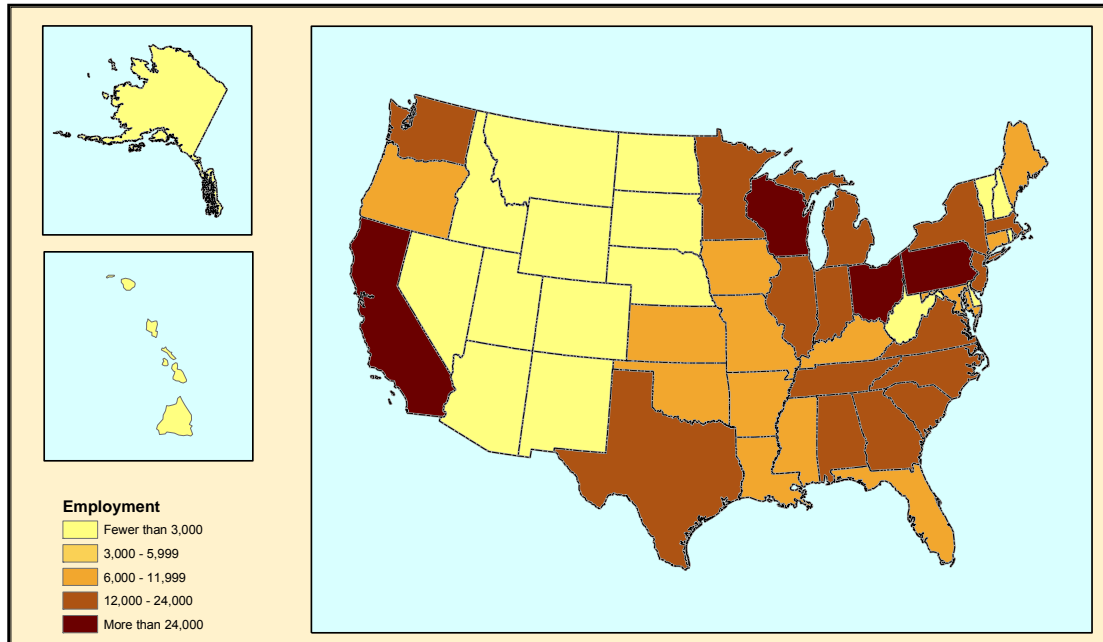 Employment
Fewer than 3,000
3,000 - 5,999
6,000 - 11,999
12,000 - 24,000
More than 24,000